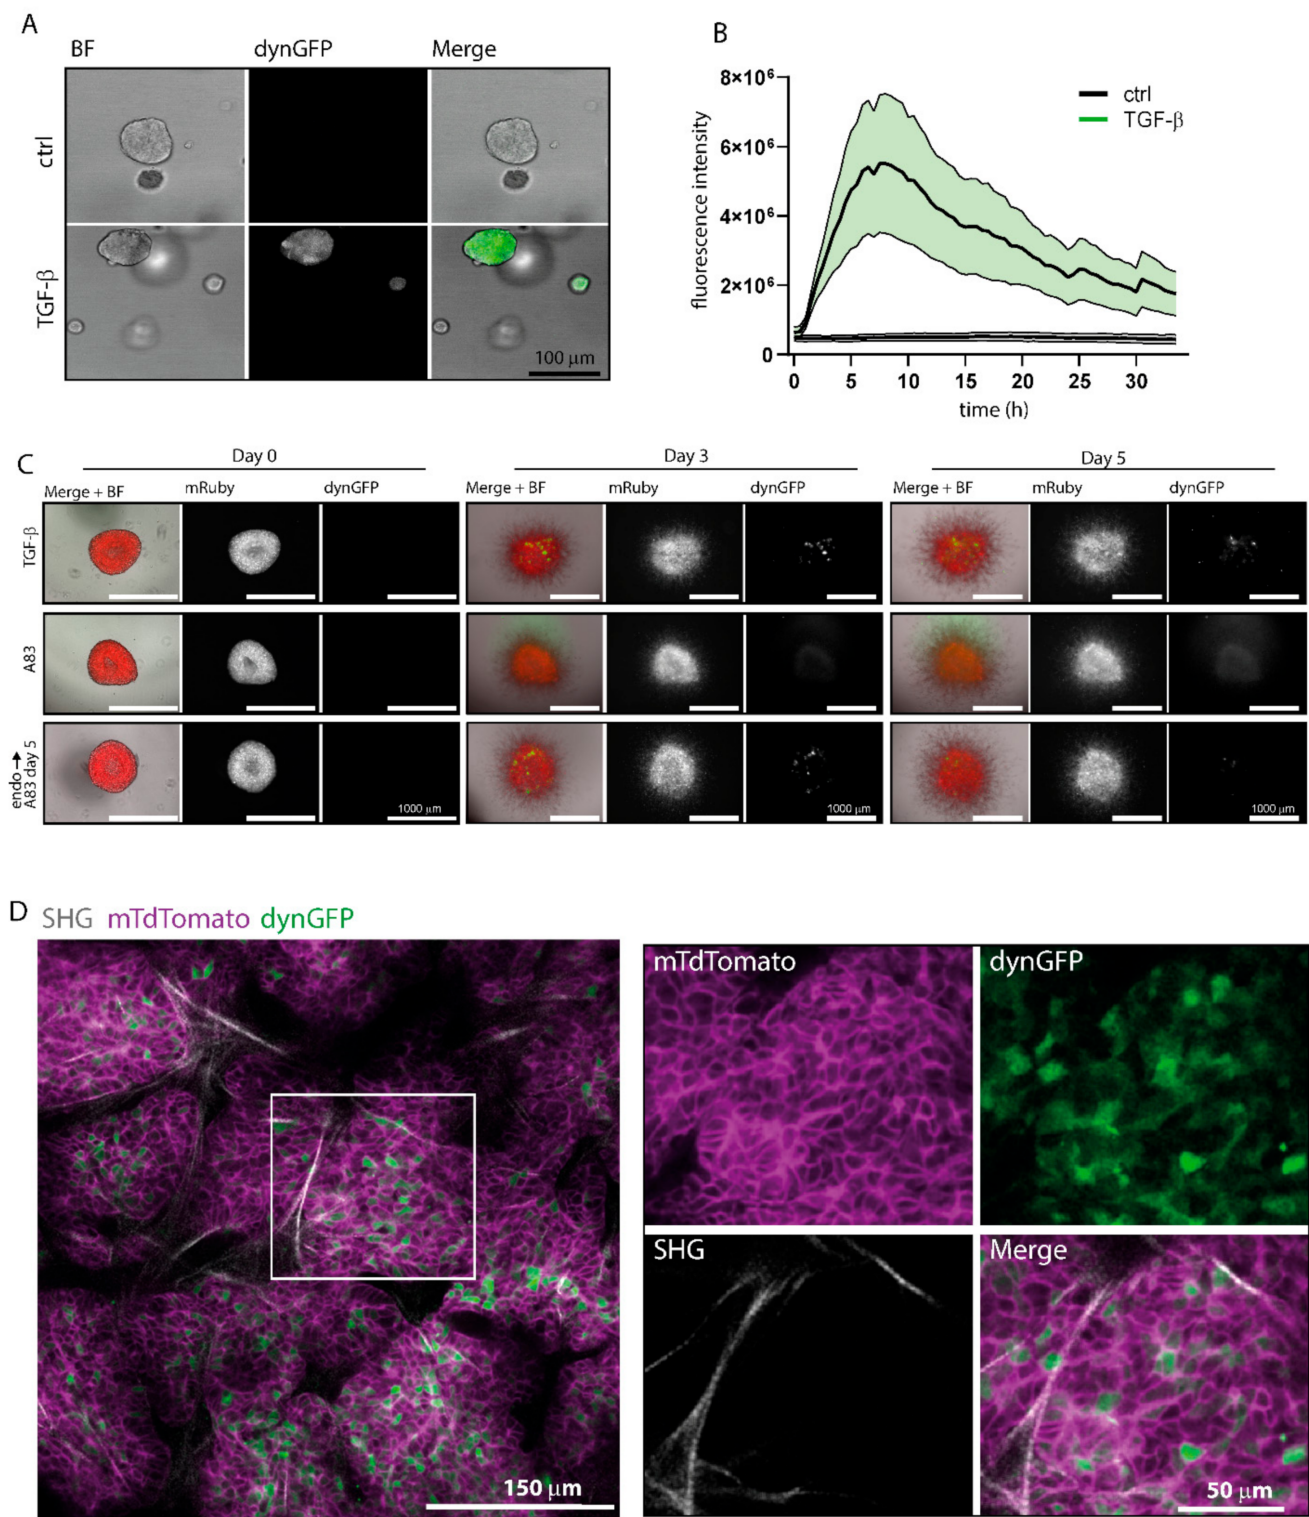 A
BF dynGFP Merge
ctrl
TGF-β
100 μm
B
8×10⁶
6×10⁶
4×10⁶
2×10⁶
0
fluorescence intensity
0 5 10 15 20 25 30
time (h)
ctrl
TGF-β
C
Day 0 Day 3 Day 5
Merge + BF mRuby dynGFP Merge + BF mRuby dynGFP Merge + BF mRuby dynGFP
TGF-β
A83
endo→
A83 day 5
1000 μm 1000 μm 1000 μm
D SHG mTdTomato dynGFP
150 μm
mTdTomato dynGFP
SHG Merge
50 μm